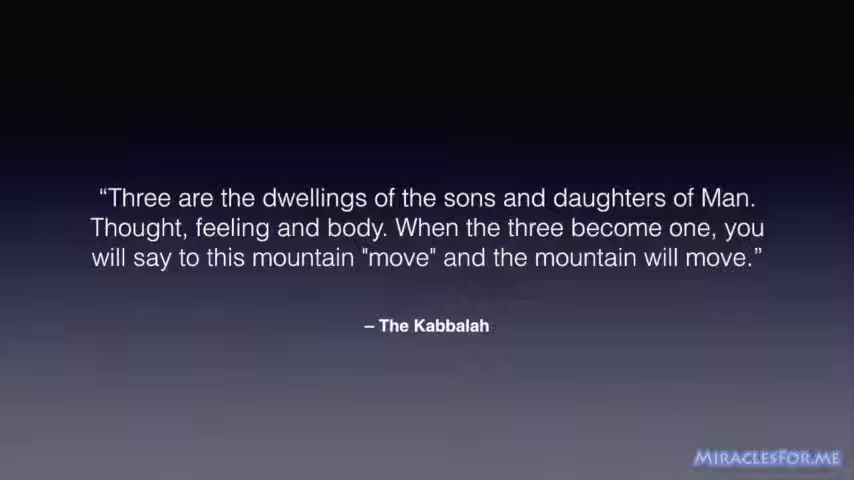 “Three are the dwellings of the sons and daughters of Man.
Thought, feeling and body. When the three become one, you
will say to this mountain "move" and the mountain will move.”
– The Kabbalah
MiraclesFor.me